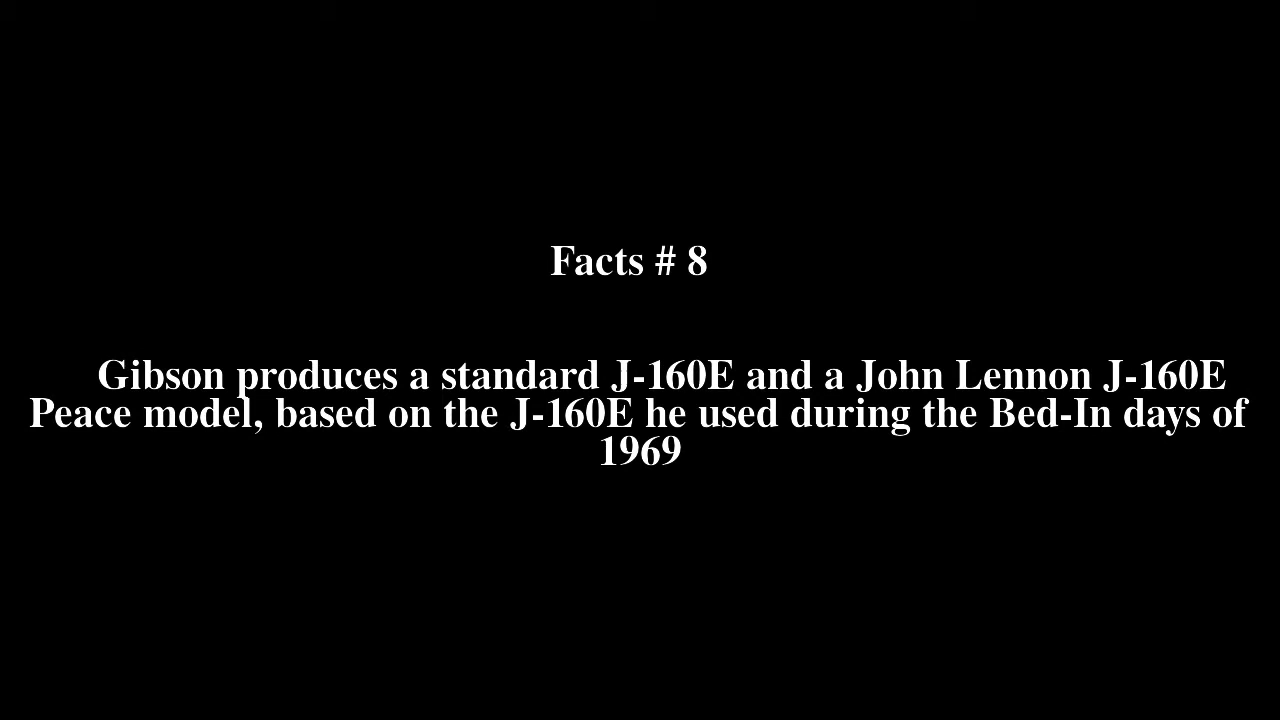 Facts # 8
Gibson produces a standard J-160E and a John Lennon J-160E
Peace model, based on the J-160E he used during the Bed-In days of
1969